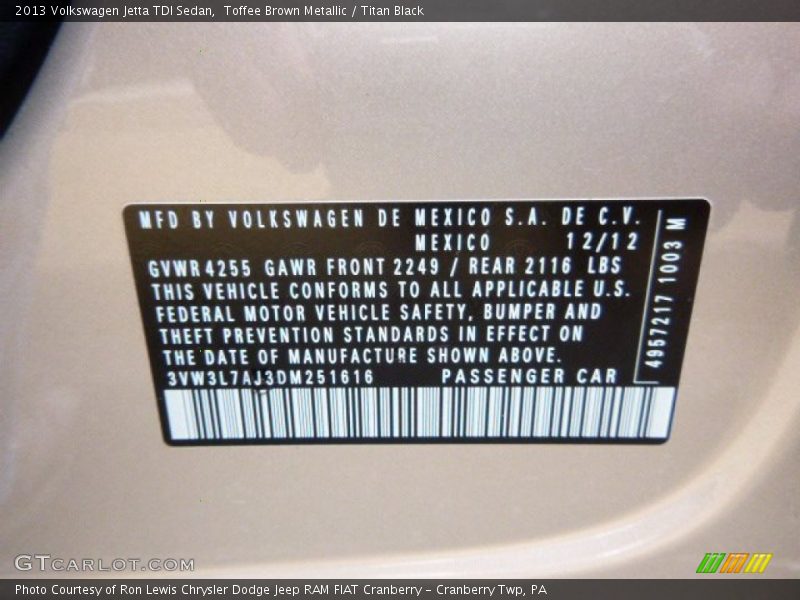 2013 Volkswagen Jetta TDI Sedan,  Toffee Brown Metallic / Titan Black
MFD BY VOLKSWAGEN DE MEXICO S.A. DE C.V.
MEXICO 12/12
GVWR 4255 GAWR FRONT 2249 / REAR 2116 LBS
THIS VEHICLE CONFORMS TO ALL APPLICABLE U.S.
FEDERAL MOTOR VEHICLE SAFETY, BUMPER AND
THEFT PREVENTION STANDARDS IN EFFECT ON
THE DATE OF MANUFACTURE SHOWN ABOVE.
3VW3L7AJ3DM251616 PASSENGER CAR
4957217 1003 M
GTCARLOT.COM
Photo Courtesy of Ron Lewis Chrysler Dodge Jeep RAM FIAT Cranberry – Cranberry Twp, PA